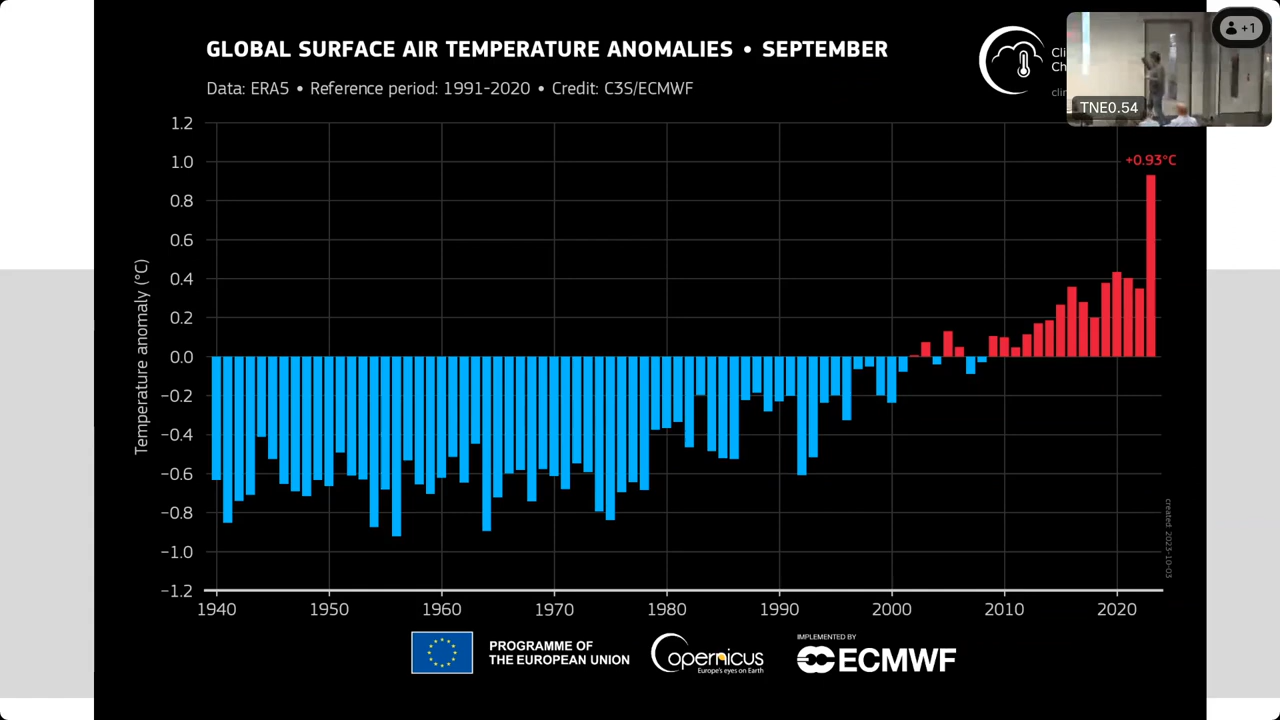 GLOBAL SURFACE AIR TEMPERATURE ANOMALIES • SEPTEMBER
Data: ERA5 • Reference period: 1991-2020 • Credit: C3S/ECMWF
+1
TNE0.54
+0.93°C
Temperature anomaly (°C)
1.2
1.0
0.8
0.6
0.4
0.2
0.0
−0.2
−0.4
−0.6
−0.8
−1.0
−1.2
1940
1950
1960
1970
1980
1990
2000
2010
2020
created: 2023-10-03
PROGRAMME OF
THE EUROPEAN UNION
Copernicus
Europe's eyes on Earth
IMPLEMENTED BY
ECMWF